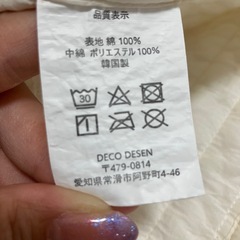 品質表示
表地 綿 100%
中綿 ポリエステル 100%
韓国製
30
DECO DESEN
〒479-0814
愛知県常滑市阿野町4-46